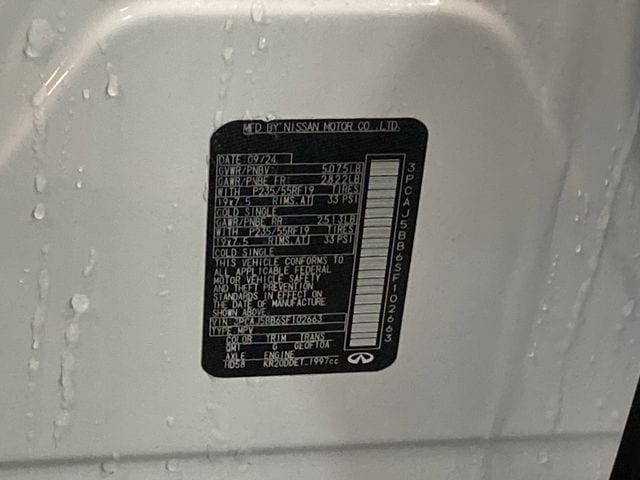 MFD BY NISSAN MOTOR CO.,LTD.
DATE 09/24
GVWR/PNBV 5075LB
GAWR/PNBE FR: 2822LB
WITH P235/55RF19 TIRES
19x7.5 RIMS,AT 33 PSI
COLD SINGLE
GAWR/PNBE RR: 2513LB
WITH P235/55RF19 TIRES
19x7.5 RIMS,AT 33 PSI
COLD SINGLE
THIS VEHICLE CONFORMS TO
ALL APPLICABLE FEDERAL
MOTOR VEHICLE SAFETY
AND THEFT PREVENTION
STANDARDS IN EFFECT ON
THE DATE OF MANUFACTURE
SHOWN ABOVE
VIN 3PCAJ5BB6SF102663
TYPE MPV
COLOR TRIM TRANS
QM1 G GE0F10A
AXLE ENGINE
HD58 KR20DDET 1997cc
3PCAJ5BB6SF102663